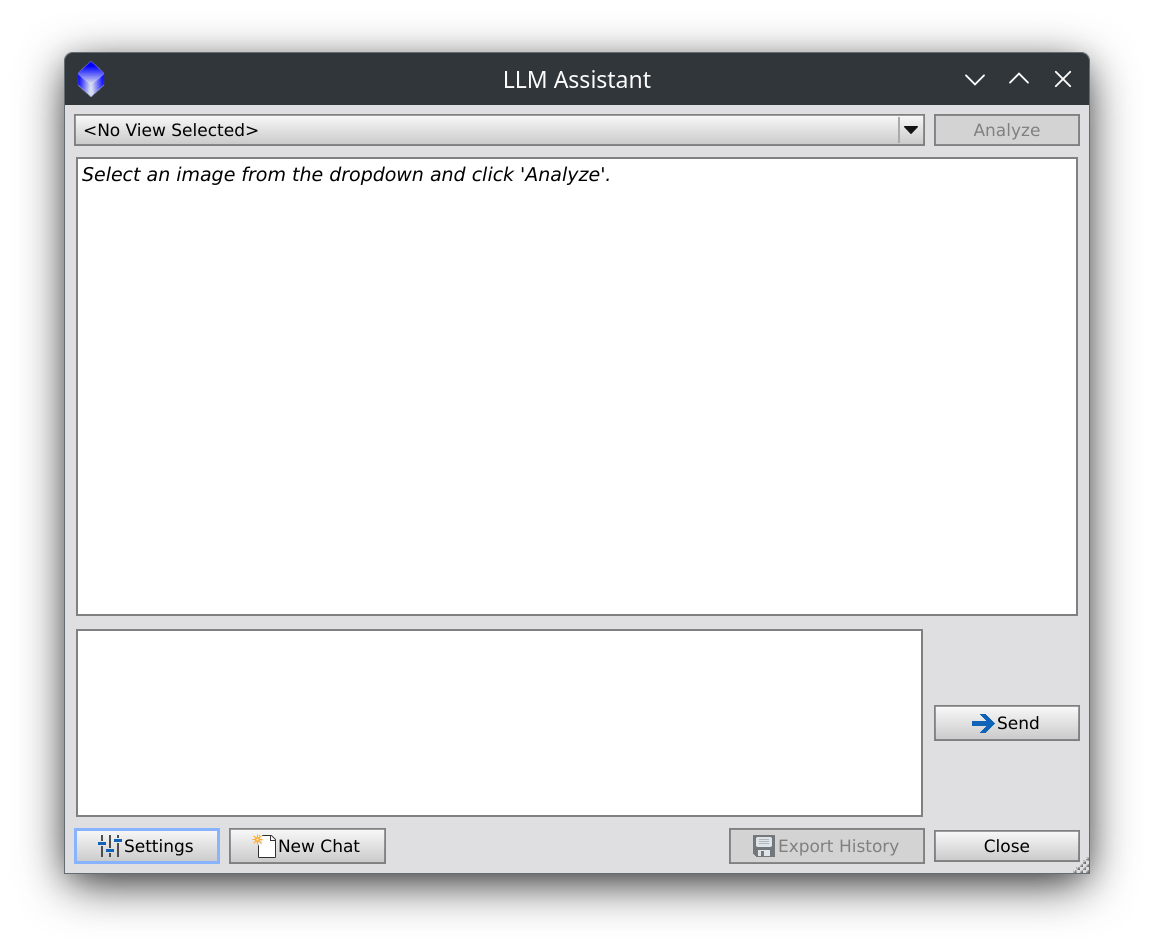 LLM Assistant
<No View Selected>
Analyze
Select an image from the dropdown and click 'Analyze'.
Send
Settings
New Chat
Export History
Close